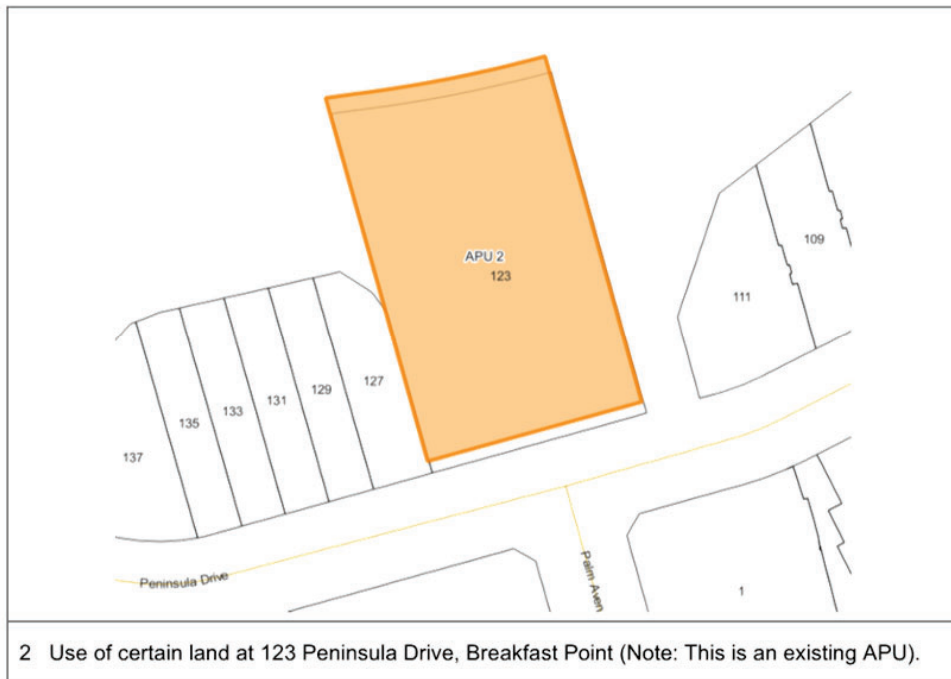 APU 2
123
109
111
127
129
131
133
135
137
Peninsula Drive
Palm Aven
1
2 Use of certain land at 123 Peninsula Drive, Breakfast Point (Note: This is an existing APU).